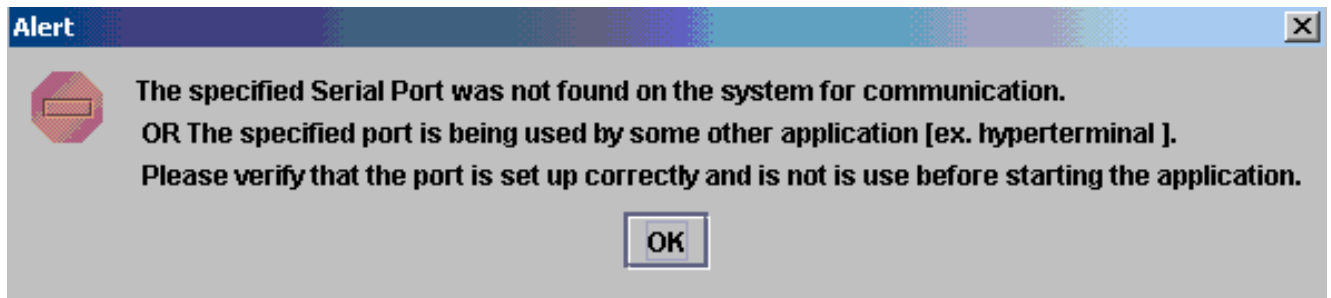 Alert
The specified Serial Port was not found on the system for communication.
OR The specified port is being used by some other application [ex. hyperterminal ].
Please verify that the port is set up correctly and is not is use before starting the application.
OK